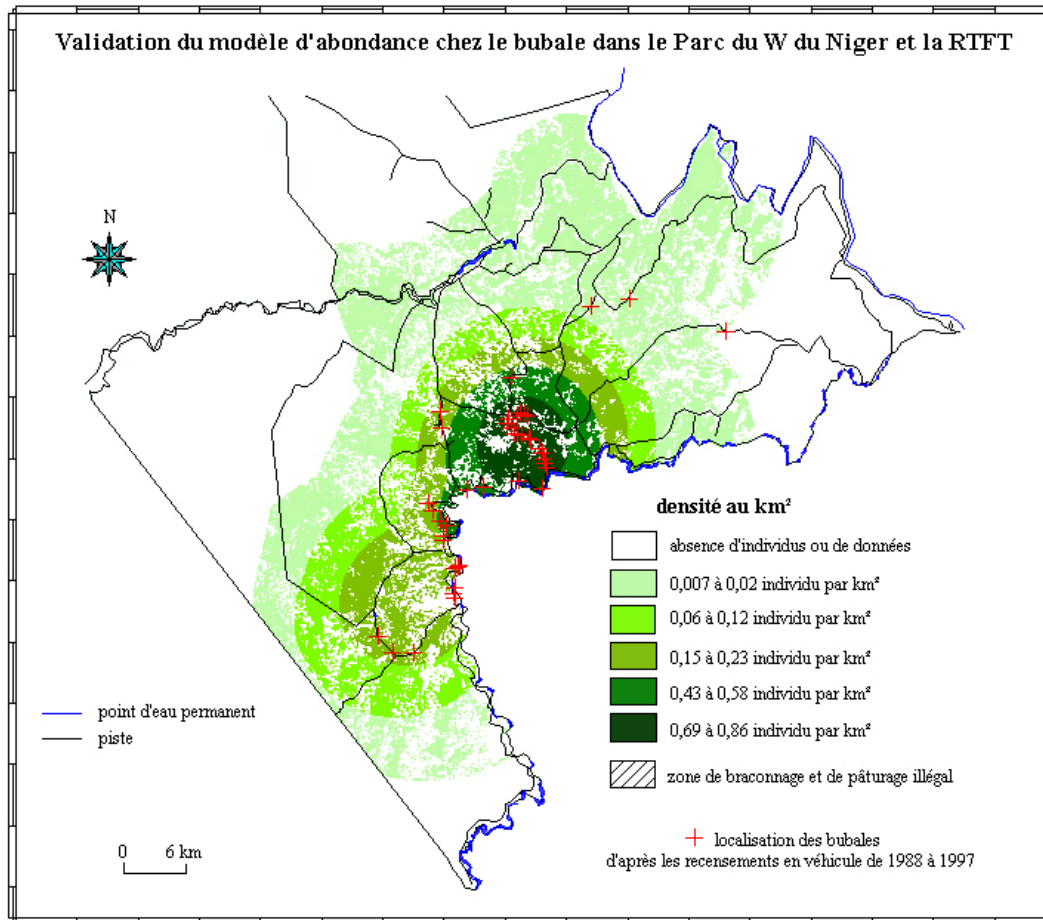 Validation du modèle d'abondance chez le bubale dans le Parc du W du Niger et la RTFT
N
densité au km²
absence d'individus ou de données
0,007 à 0,02 individu par km²
0,06 à 0,12 individu par km²
0,15 à 0,23 individu par km²
0,43 à 0,58 individu par km²
0,69 à 0,86 individu par km²
zone de braconnage et de pâturage illégal
point d'eau permanent
piste
0 6 km
localisation des bubales
d'après les recensements en véhicule de 1988 à 1997